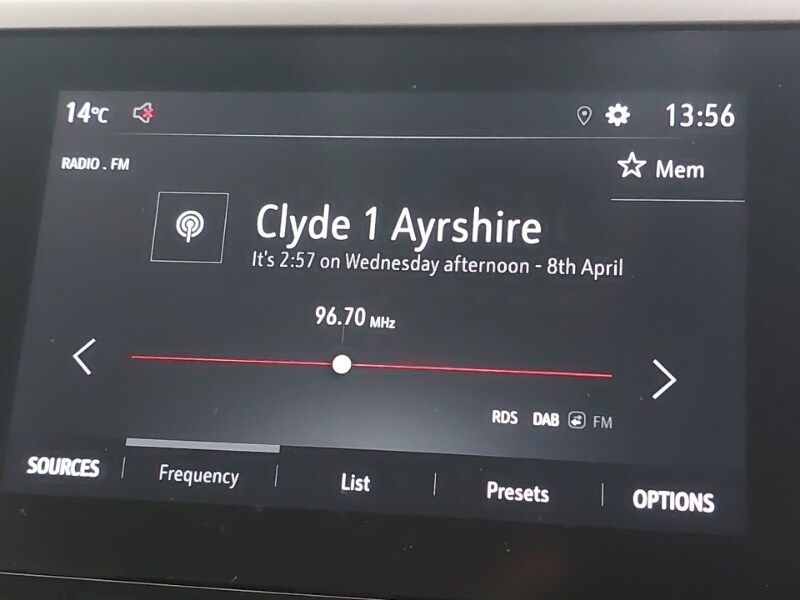 14°C 13:56
RADIO . FM
Mem
Clyde 1 Ayrshire
It's 2:57 on Wednesday afternoon - 8th April
96.70 MHz
RDS DAB FM
SOURCES Frequency List Presets OPTIONS